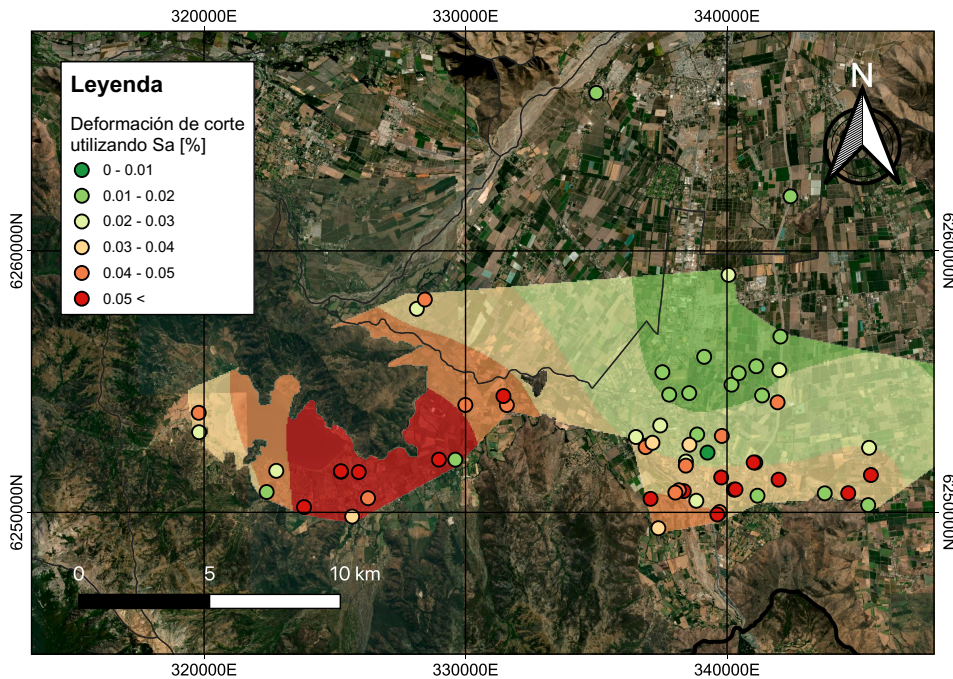 320000E
330000E
340000E
N
Leyenda
Deformación de corte
utilizando Sa [%]
0 - 0.01
0.01 - 0.02
0.02 - 0.03
0.03 - 0.04
0.04 - 0.05
0.05 <
6260000N
6260000N
6250000N
6250000N
0
5
10 km
320000E
330000E
340000E